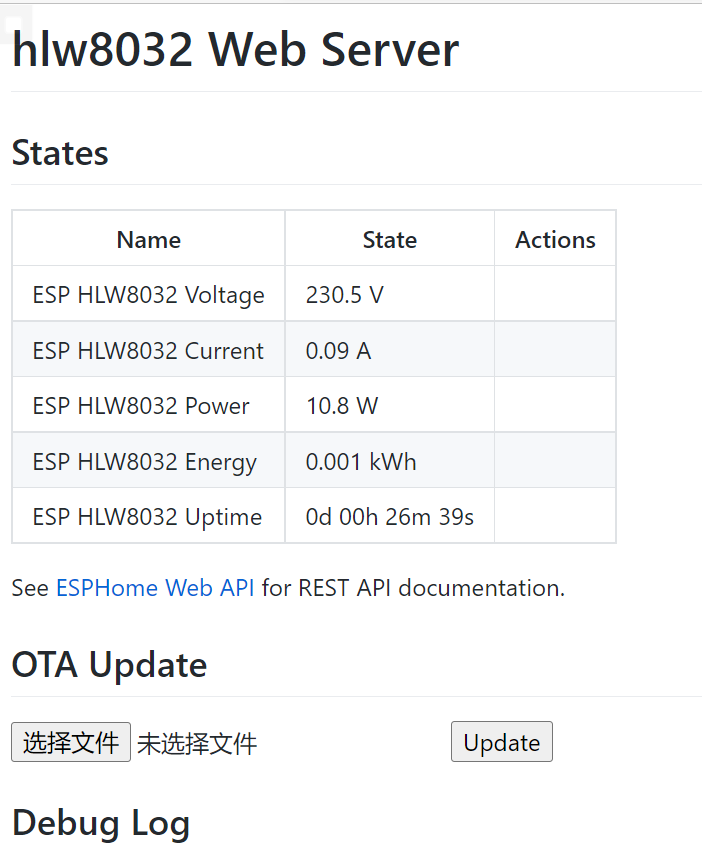 hlw8032 Web Server
States
Name State Actions
ESP HLW8032 Voltage 230.5 V
ESP HLW8032 Current 0.09 A
ESP HLW8032 Power 10.8 W
ESP HLW8032 Energy 0.001 kWh
ESP HLW8032 Uptime 0d 00h 26m 39s
See ESPHome Web API for REST API documentation.
OTA Update
选择文件 未选择文件 Update
Debug Log